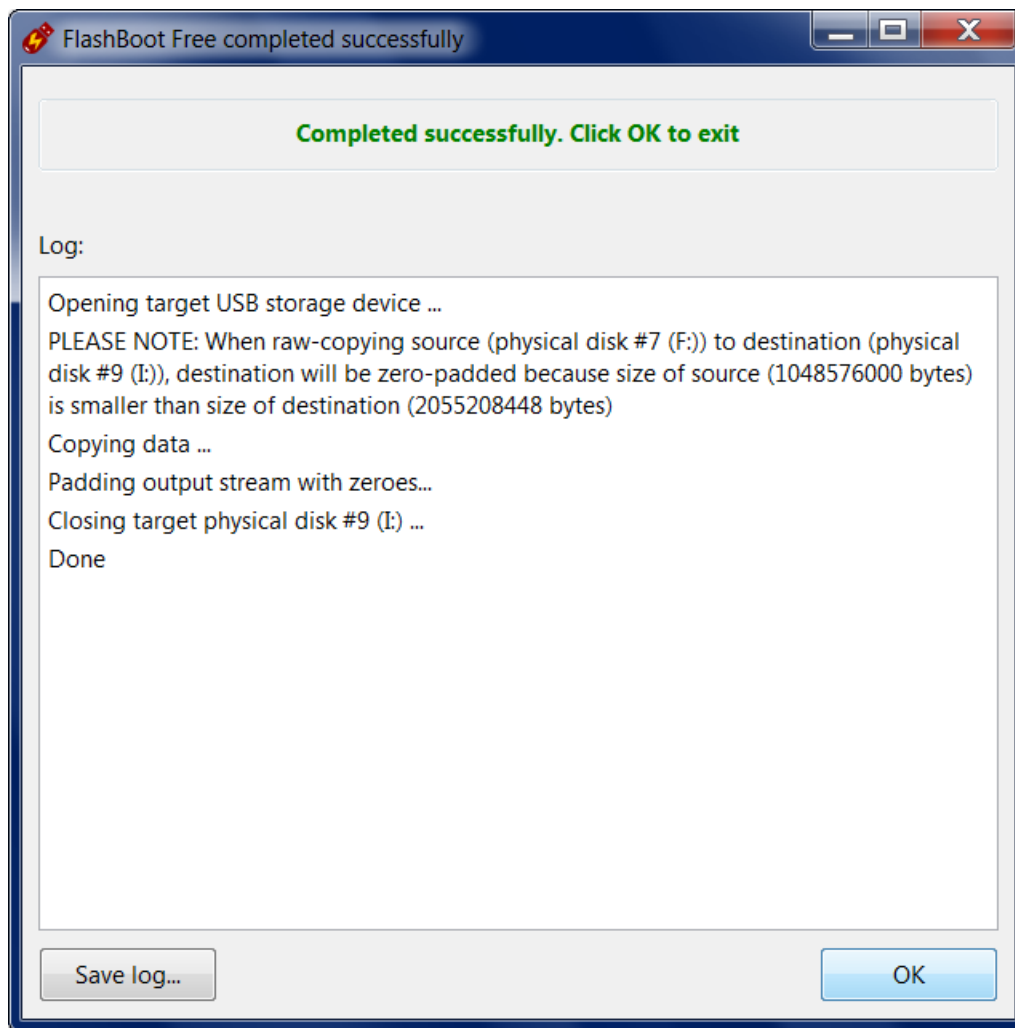 FlashBoot Free completed successfully
Completed successfully. Click OK to exit
Log:
Opening target USB storage device ...
PLEASE NOTE: When raw-copying source (physical disk #7 (F:)) to destination (physical
disk #9 (I:)), destination will be zero-padded because size of source (1048576000 bytes)
is smaller than size of destination (2055208448 bytes)
Copying data ...
Padding output stream with zeroes...
Closing target physical disk #9 (I:) ...
Done
Save log...
OK